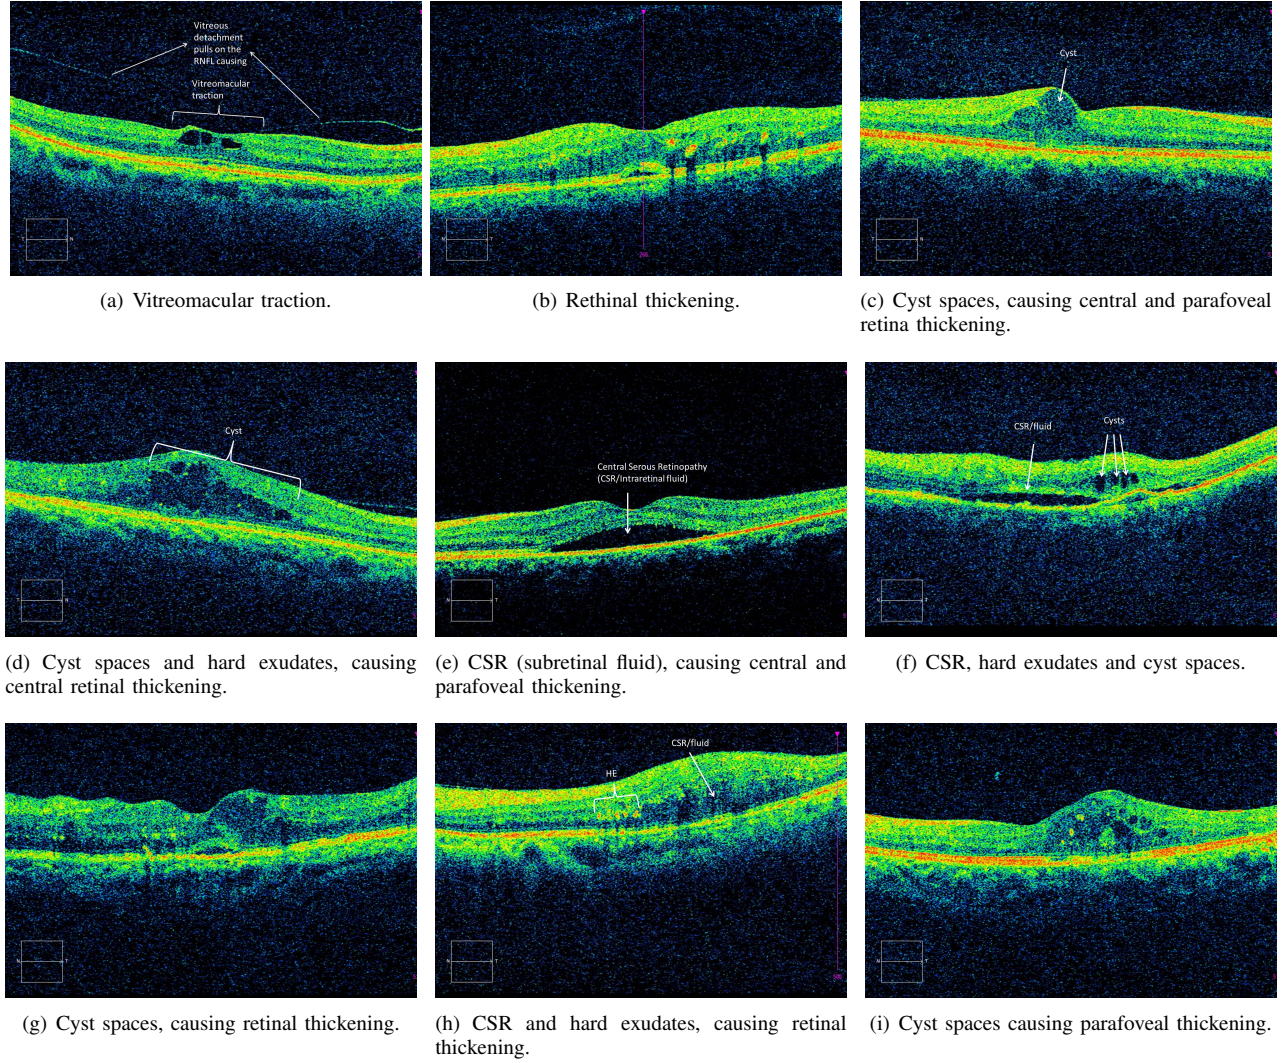 Vitreous
detachment
pulls on the
RNFL causing
Vitreomacular
traction
Cyst
T N
N T
T N
765
(a) Vitreomacular traction.
(b) Rethinal thickening.
(c) Cyst spaces, causing central and parafoveal
retina thickening.
Cyst
Central Serous Retinopathy
(CSR/Intraretinal fluid)
CSR/fluid
Cysts
T N
N T
N T
(d) Cyst spaces and hard exudates, causing
central retinal thickening.
(e) CSR (subretinal fluid), causing central and
parafoveal thickening.
(f) CSR, hard exudates and cyst spaces.
HE
CSR/fluid
N T
N T
N T
500
(g) Cyst spaces, causing retinal thickening.
(h) CSR and hard exudates, causing retinal
thickening.
(i) Cyst spaces causing parafoveal thickening.